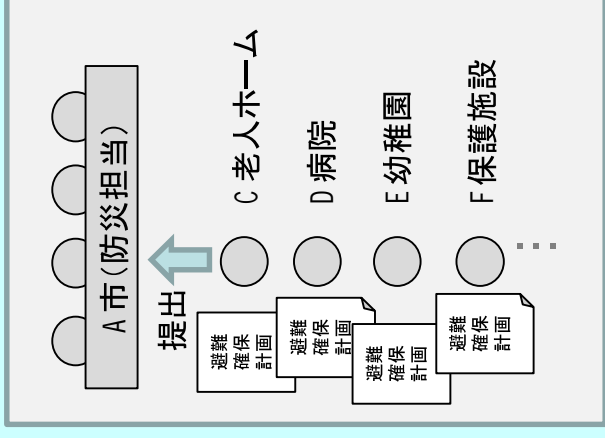 A市(防災担当)
提出
C老人ホーム
D病院
E幼稚園
F保護施設
…
避難
確保
計画
避難
確保
計画
避難
確保
計画
避難
確保
計画